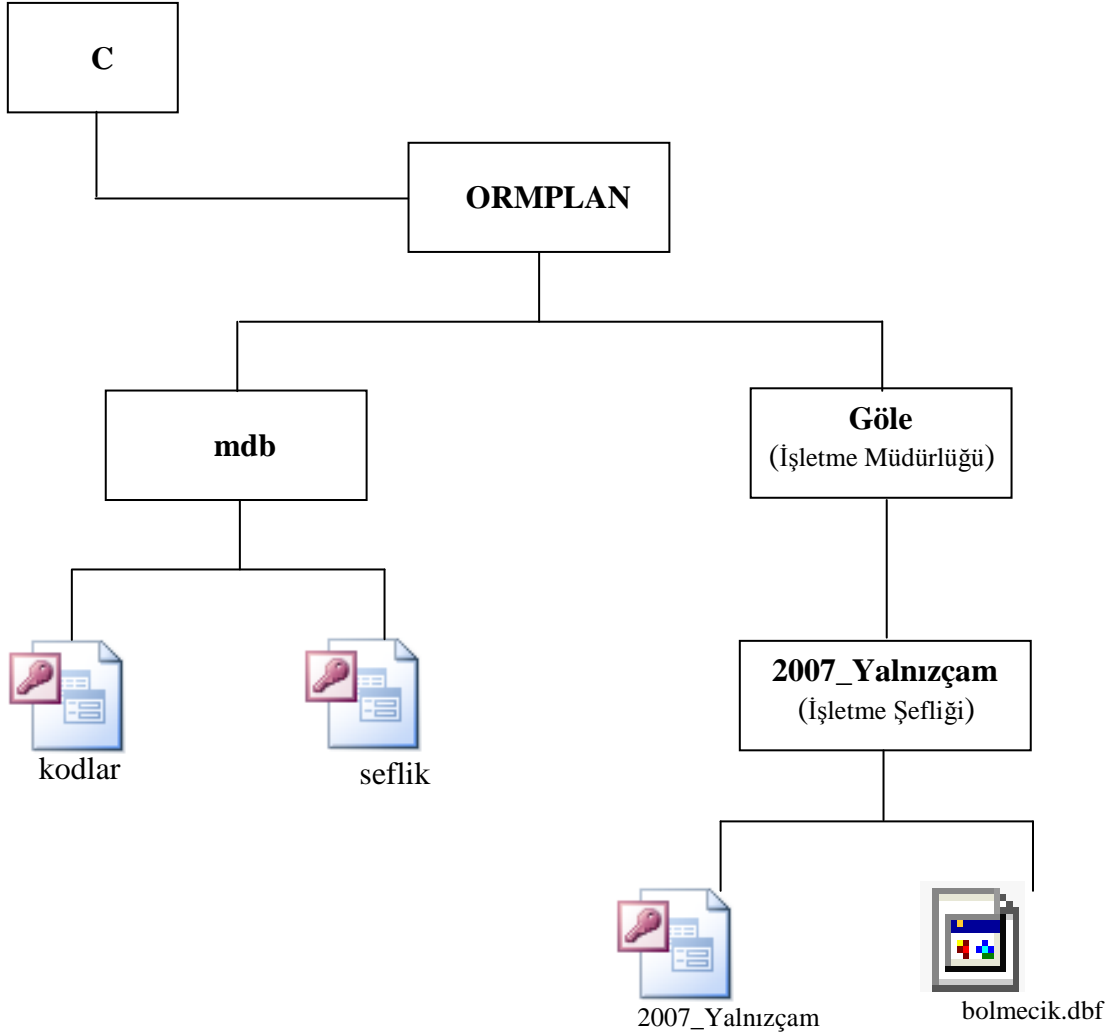 C
ORMPLAN
mdb
Göle
(İşletme Müdürlüğü)
2007_Yalnızçam
(İşletme Şefliği)
kodlar
seflik
2007_Yalnızçam
bolmecik.dbf